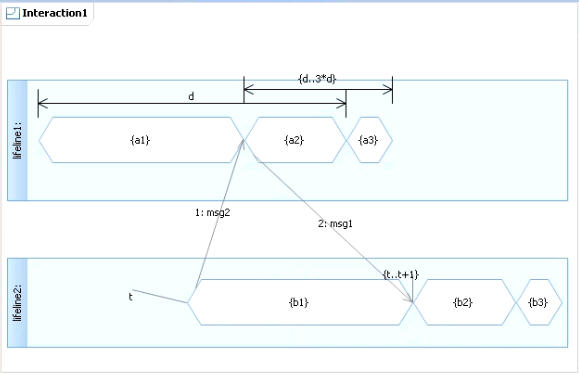 Interaction1
{d..3*d}
d
lifeline1:
{a1}
{a2}
{a3}
1: msg2
2: msg1
{t..t+1}
t
lifeline2:
{b1}
{b2}
{b3}